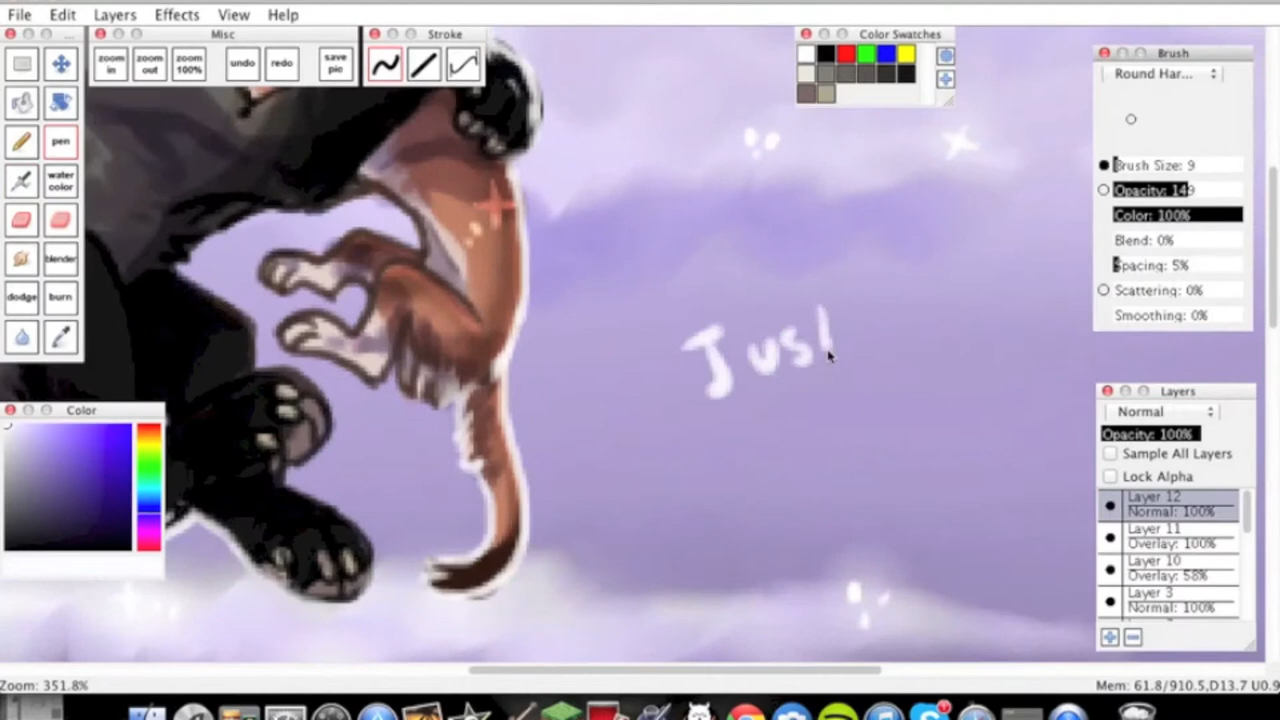 File Edit Layers Effects View Help
... Misc Stroke Color Swatches
zoom in zoom out zoom 100% undo redo save pic
Brush
Round Har...
pen
water color
blender
dodge burn
Brush Size: 9
Opacity: 149
Color: 100%
Blend: 0%
Spacing: 5%
Scattering: 0%
Smoothing: 0%
Jus
Color
Layers
Normal
Opacity: 100%
Sample All Layers
Lock Alpha
Layer 12
Normal: 100%
Layer 11
Overlay: 100%
Layer 10
Overlay: 58%
Layer 3
Normal: 100%
Zoom: 351.8% Mem: 61.8/910.5,D13.7 U0.9